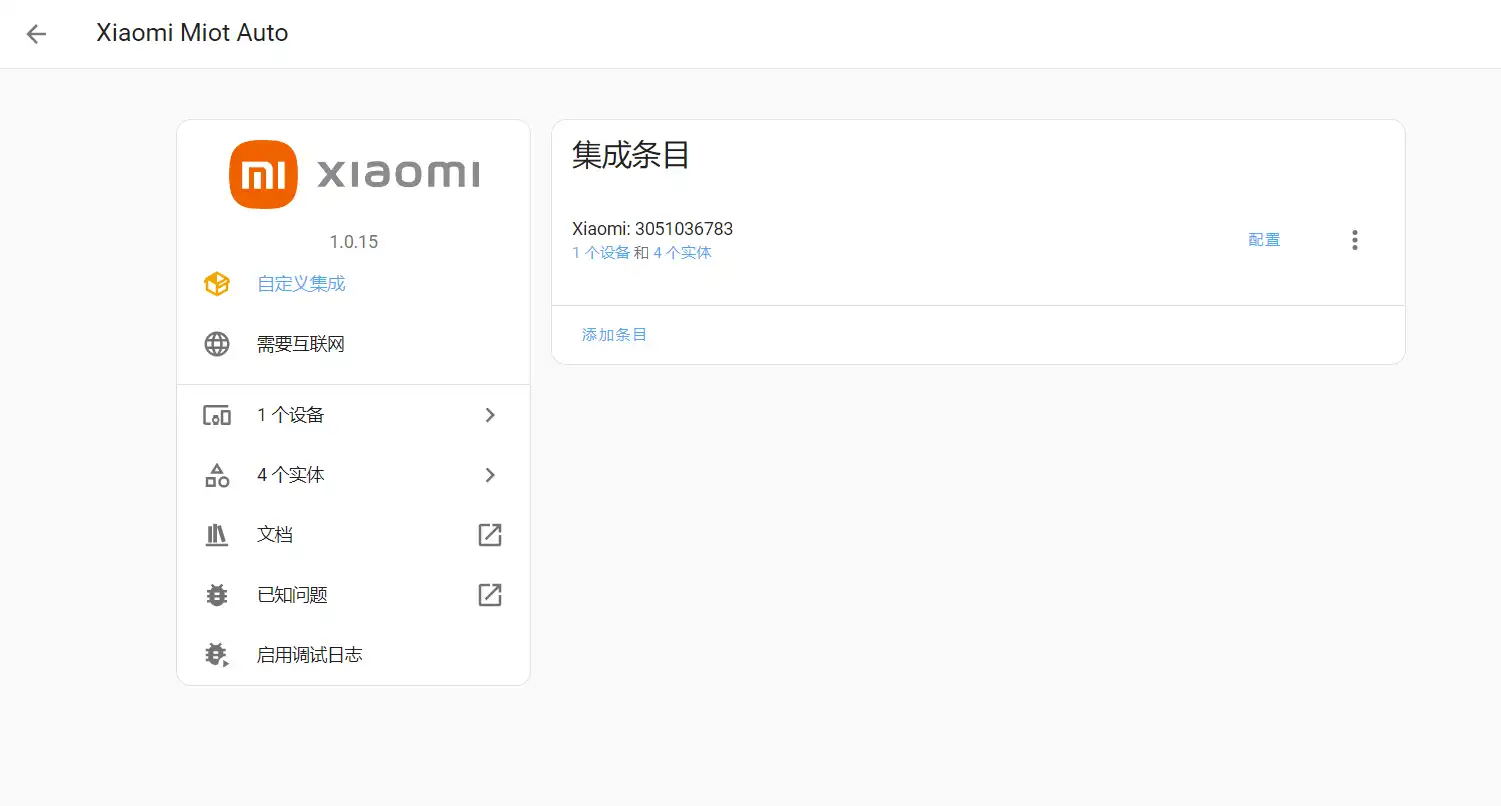 Xiaomi Miot Auto
xiaomi
1.0.15
自定义集成
需要互联网
1 个设备
4 个实体
文档
已知问题
启用调试日志
集成条目
Xiaomi: 3051036783
1 个设备 和 4 个实体
配置
添加条目